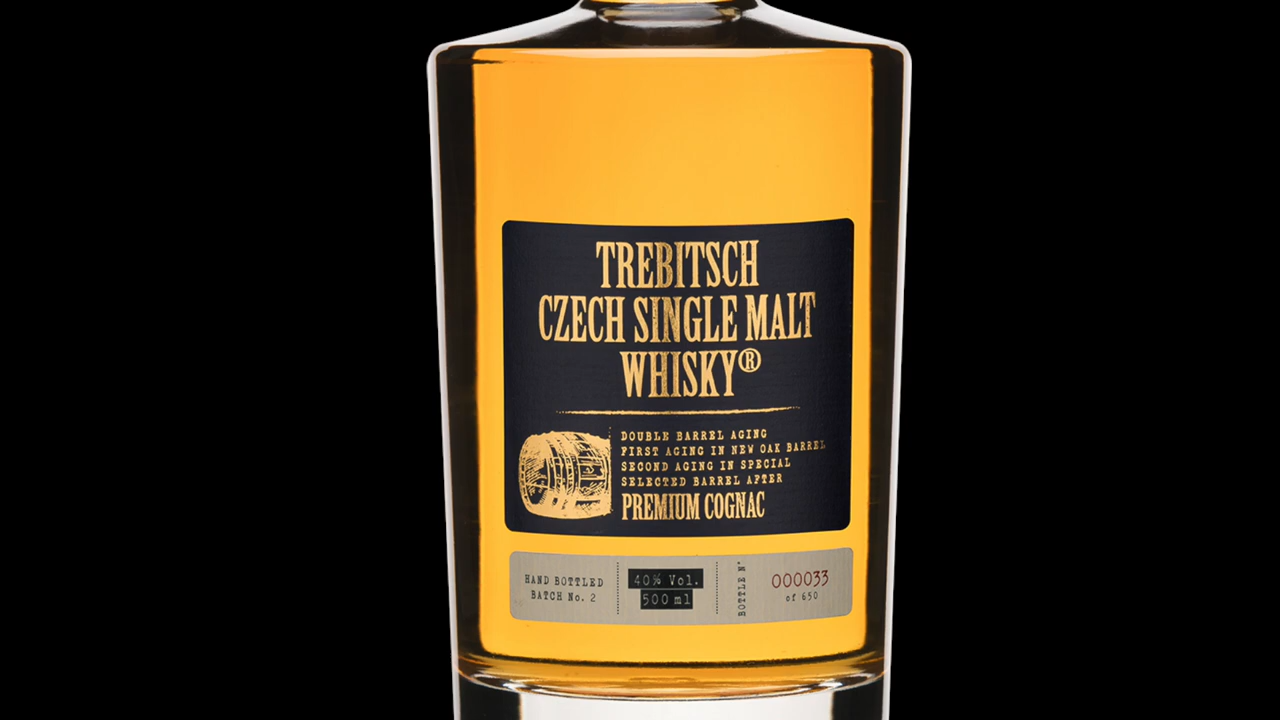 TREBITSCH
CZECH SINGLE MALT
WHISKY®
DOUBLE BARREL AGING
FIRST AGING IN NEW OAK BARREL
SECOND AGING IN SPECIAL
SELECTED BARREL AFTER
PREMIUM COGNAC
HAND BOTTLED
BATCH No. 2
40% Vol.
500 ml
BOTTLE N°
000033
of 650